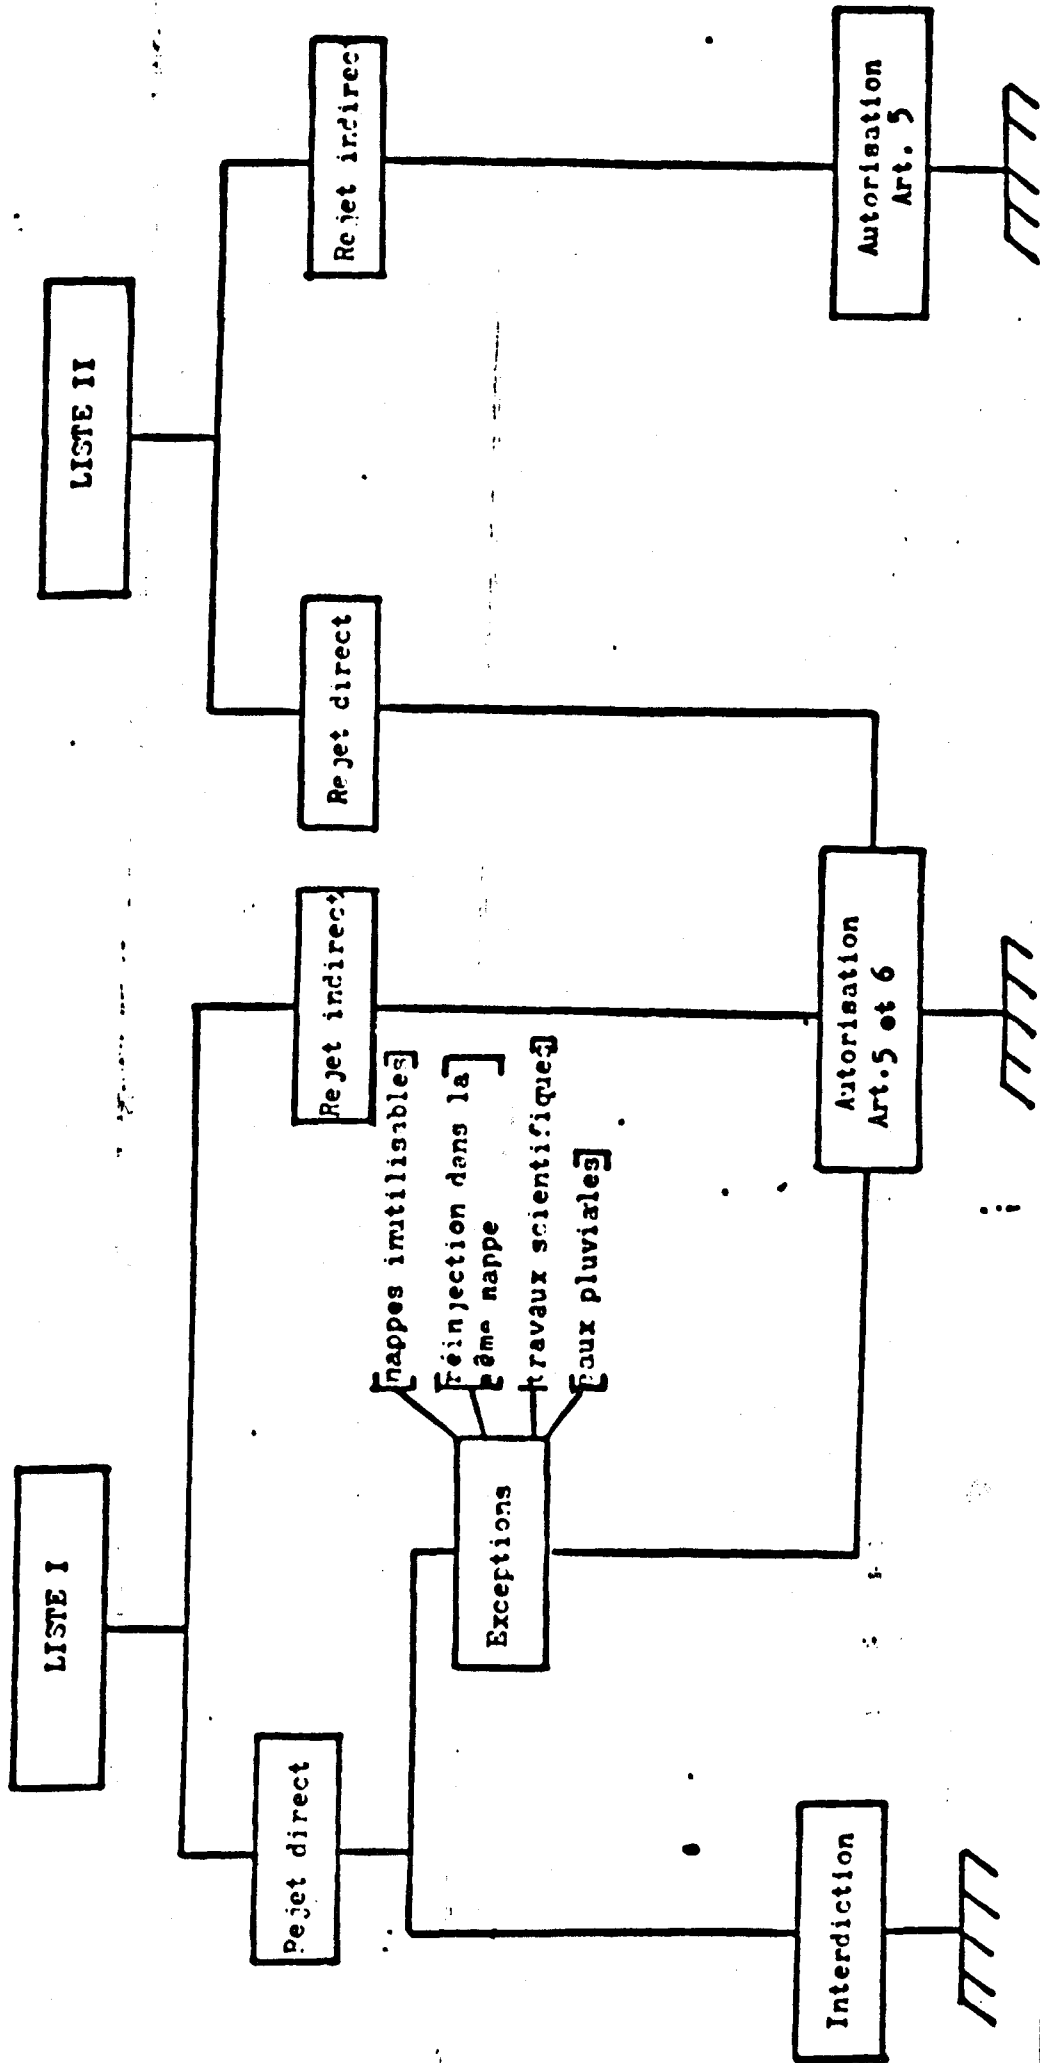 LISTE I
LISTE II
Rejet direct
Rejet indirect
Rejet direct
Rejet indirect
Exceptions
[nappes inutilisables]
[réinjection dans la]
même nappe
[travaux scientifiques]
[eaux pluviales]
Interdiction
Autorisation
Art.5 et 6
Autorisation
Art. 5